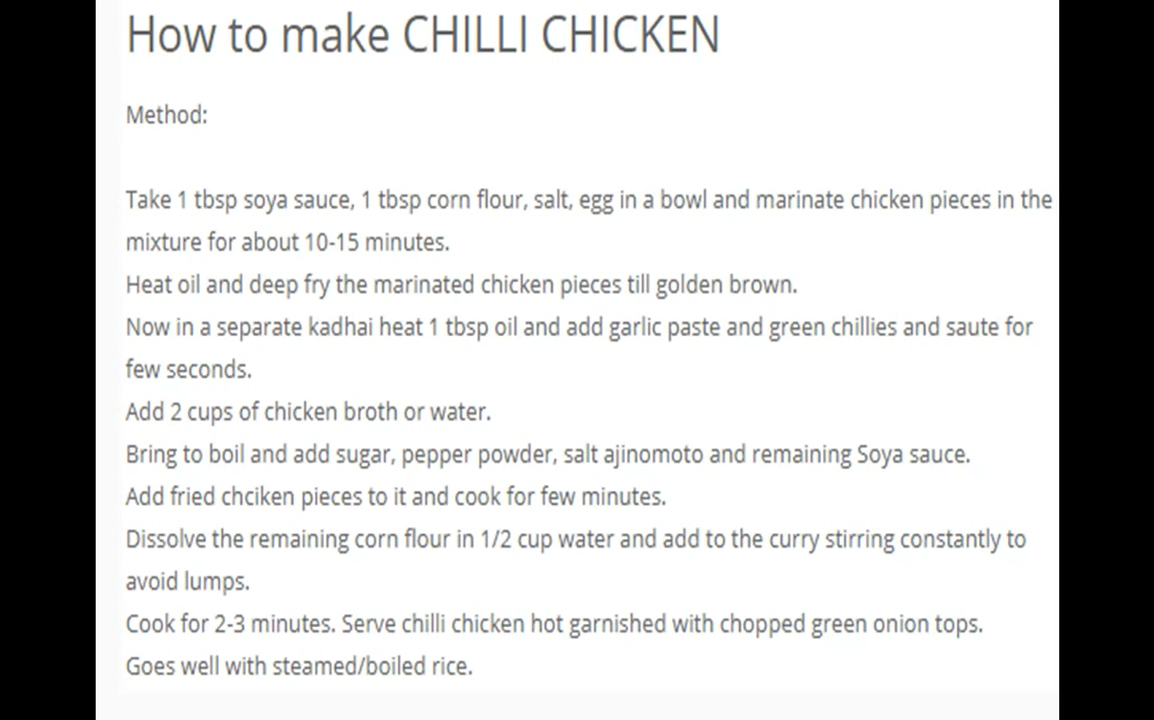 How to make CHILLI CHICKEN
Method:
Take 1 tbsp soya sauce, 1 tbsp corn flour, salt, egg in a bowl and marinate chicken pieces in the
mixture for about 10-15 minutes.
Heat oil and deep fry the marinated chicken pieces till golden brown.
Now in a separate kadhai heat 1 tbsp oil and add garlic paste and green chillies and saute for
few seconds.
Add 2 cups of chicken broth or water.
Bring to boil and add sugar, pepper powder, salt ajinomoto and remaining Soya sauce.
Add fried chciken pieces to it and cook for few minutes.
Dissolve the remaining corn flour in 1/2 cup water and add to the curry stirring constantly to
avoid lumps.
Cook for 2-3 minutes. Serve chilli chicken hot garnished with chopped green onion tops.
Goes well with steamed/boiled rice.